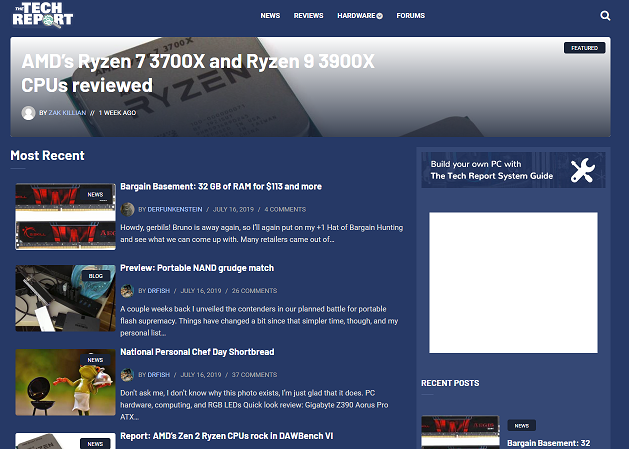 THE TECH
REPORT
NEWS REVIEWS HARDWARE FORUMS
FEATURED
AMD's Ryzen 7 3700X and Ryzen 9 3900X
CPUs reviewed
RYZEN
BY ZAK KILLIAN // 1 WEEK AGO
Most Recent
NEWS
Bargain Basement: 32 GB of RAM for $113 and more
BY DERFUNKENSTEIN / JULY 16, 2019 / 4 COMMENTS
Howdy, gerbils! Bruno is away again, so I'll again put on my +1 Hat of Bargain Hunting
and see what we can come up with. Many retailers came out of...
BLOG
Preview: Portable NAND grudge match
BY DRFISH / JULY 16, 2019 / 26 COMMENTS
A couple weeks back I unveiled the contenders in our planned battle for portable
flash supremacy. Things have changed a bit since that simpler time, though, and my
personal list...
NEWS
National Personal Chef Day Shortbread
BY DRFISH / JULY 16, 2019 / 37 COMMENTS
Don't ask me, I don't know why this photo exists, I'm just glad that it does. PC
hardware, computing, and RGB LEDs Quick look review: Gigabyte Z390 Aorus Pro
ATX...
NEWS
Report: AMD's Zen 2 Ryzen CPUs rock in DAWBench VI
Build your own PC with
The Tech Report System Guide
RECENT POSTS
NEWS
Bargain Basement: 32